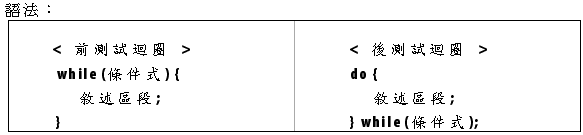 語法：
< 前測試迴圈 >
while(條件式){
敘述區段;
}
< 後測試迴圈 >
do{
敘述區段;
} while(條件式);